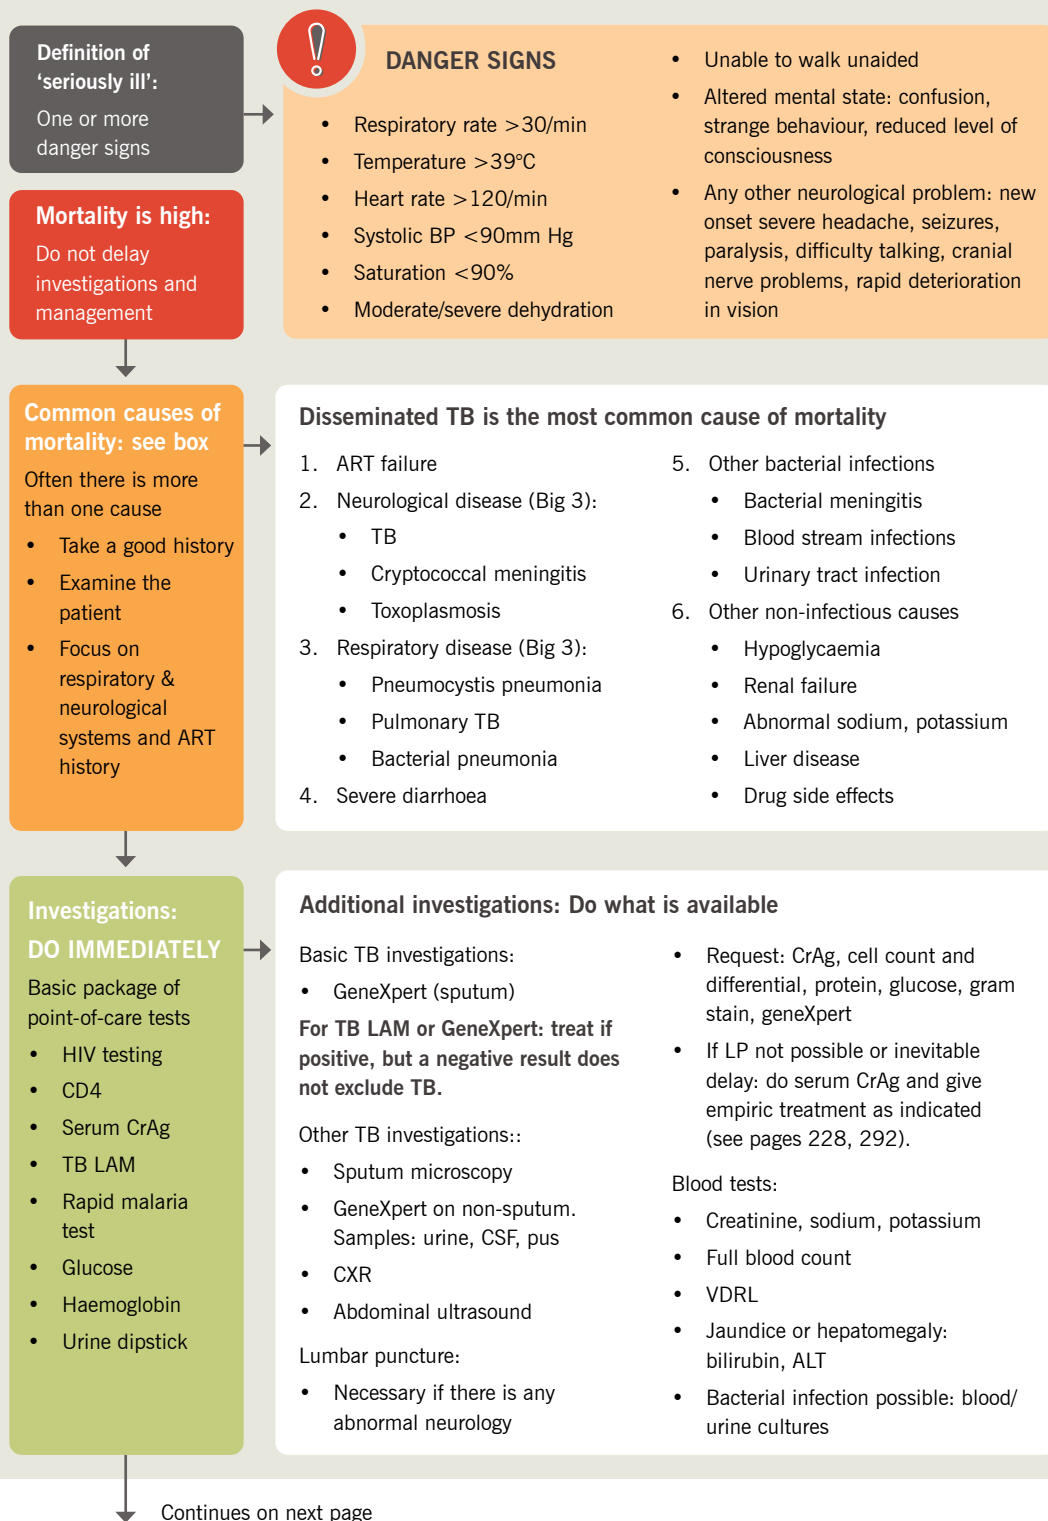 Definition of
‘seriously ill’:
One or more
danger signs
DANGER SIGNS
• Respiratory rate >30/min
• Temperature >39°C
• Heart rate >120/min
• Systolic BP <90mm Hg
• Saturation <90%
• Moderate/severe dehydration
• Unable to walk unaided
• Altered mental state: confusion,
strange behaviour, reduced level of
consciousness
• Any other neurological problem: new
onset severe headache, seizures,
paralysis, difficulty talking, cranial
nerve problems, rapid deterioration
in vision
Mortality is high:
Do not delay
investigations and
management
Common causes of
mortality: see box
Often there is more
than one cause
• Take a good history
• Examine the
patient
• Focus on
respiratory &
neurological
systems and ART
history
Disseminated TB is the most common cause of mortality
1. ART failure
2. Neurological disease (Big 3):
• TB
• Cryptococcal meningitis
• Toxoplasmosis
3. Respiratory disease (Big 3):
• Pneumocystis pneumonia
• Pulmonary TB
• Bacterial pneumonia
4. Severe diarrhoea
5. Other bacterial infections
• Bacterial meningitis
• Blood stream infections
• Urinary tract infection
6. Other non-infectious causes
• Hypoglycaemia
• Renal failure
• Abnormal sodium, potassium
• Liver disease
• Drug side effects
Investigations:
DO IMMEDIATELY
Basic package of
point-of-care tests
• HIV testing
• CD4
• Serum CrAg
• TB LAM
• Rapid malaria
test
• Glucose
• Haemoglobin
• Urine dipstick
Additional investigations: Do what is available
Basic TB investigations:
• GeneXpert (sputum)
For TB LAM or GeneXpert: treat if
positive, but a negative result does
not exclude TB.
Other TB investigations::
• Sputum microscopy
• GeneXpert on non-sputum.
Samples: urine, CSF, pus
• CXR
• Abdominal ultrasound
Lumbar puncture:
• Necessary if there is any
abnormal neurology
• Request: CrAg, cell count and
differential, protein, glucose, gram
stain, geneXpert
• If LP not possible or inevitable
delay: do serum CrAg and give
empiric treatment as indicated
(see pages 228, 292).
Blood tests:
• Creatinine, sodium, potassium
• Full blood count
• VDRL
• Jaundice or hepatomegaly:
bilirubin, ALT
• Bacterial infection possible: blood/
urine cultures
Continues on next page